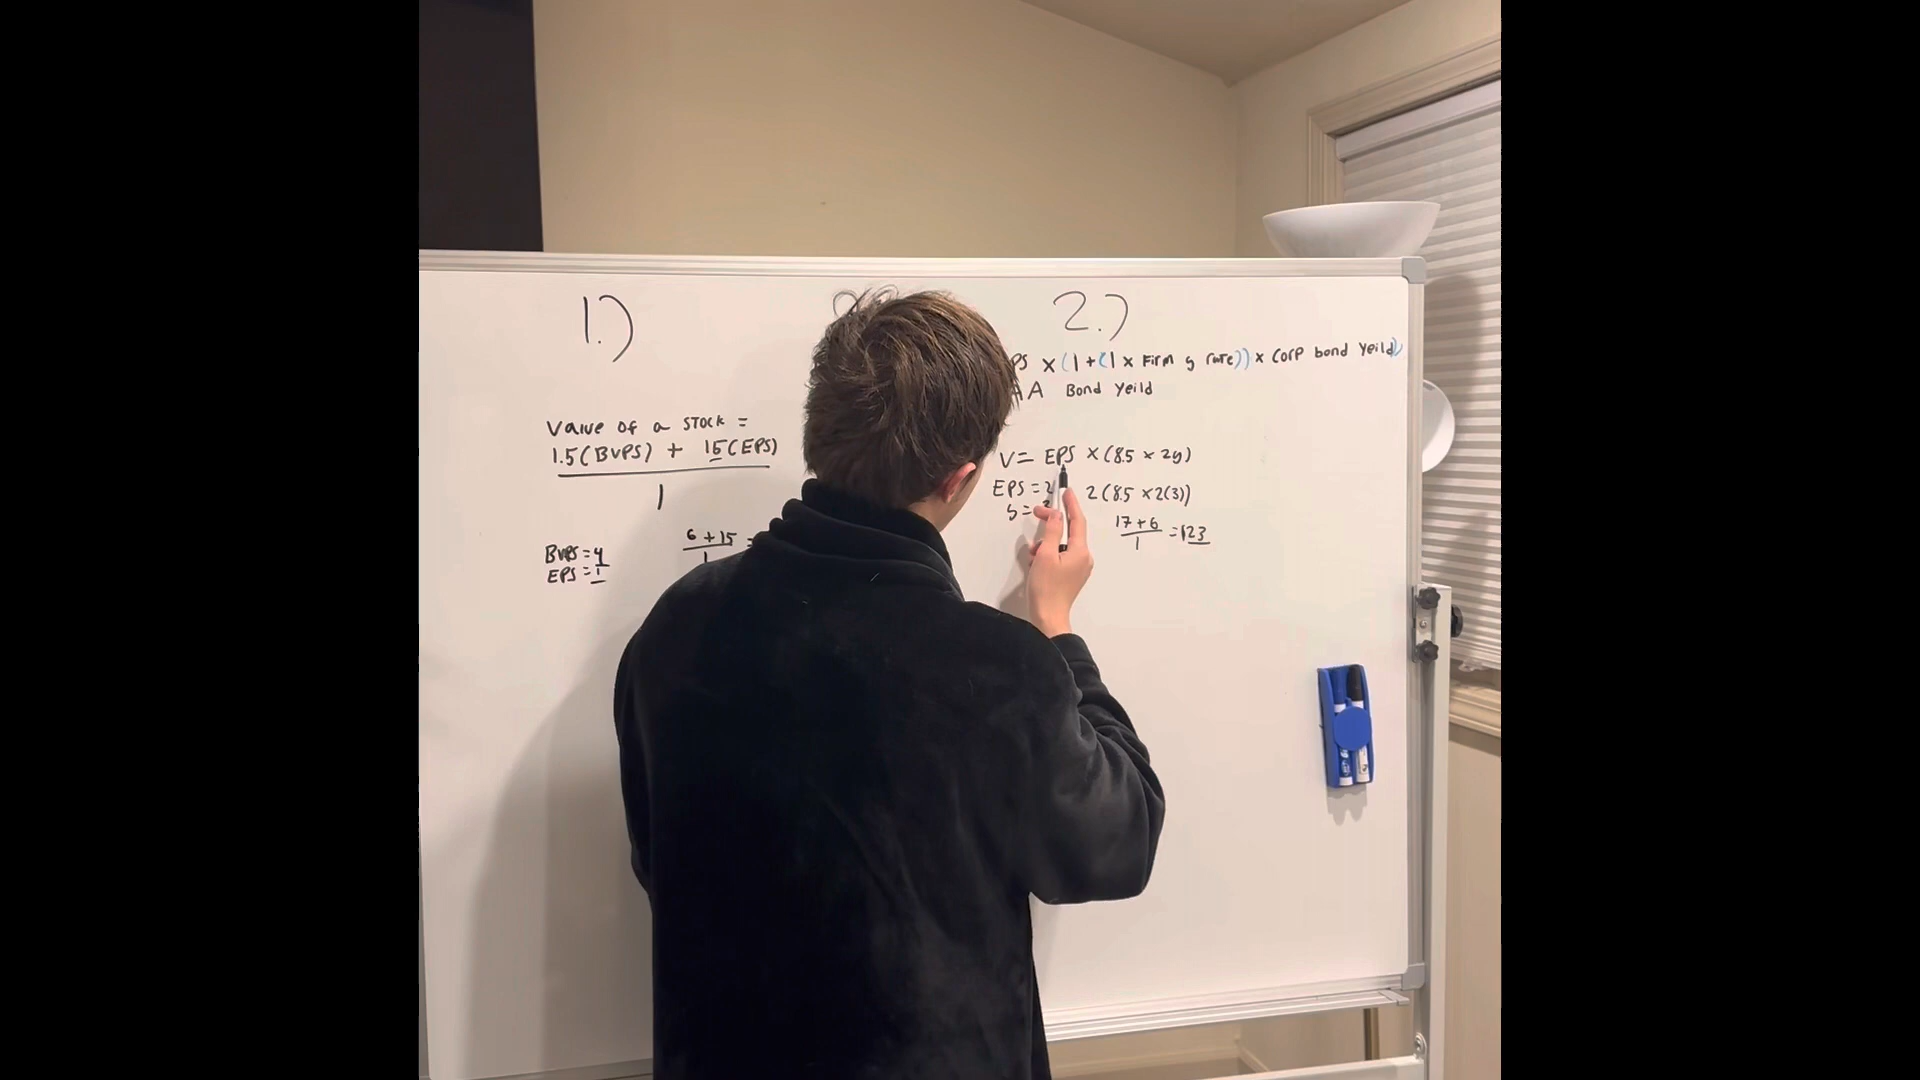 1.)
Value of a stock =
1.5(BVPS) + 15(EPS)
1
BVPS = 4
EPS = 1
6 + 15 =
1
2.)
PS x (1 + (1 x Firm g rate)) x Corp bond Yeild)
AA Bond Yeild
V = EPS x (8.5 x 2g)
EPS = 2
2(8.5 x 2(3))
g =
17 + 6 = 23
1